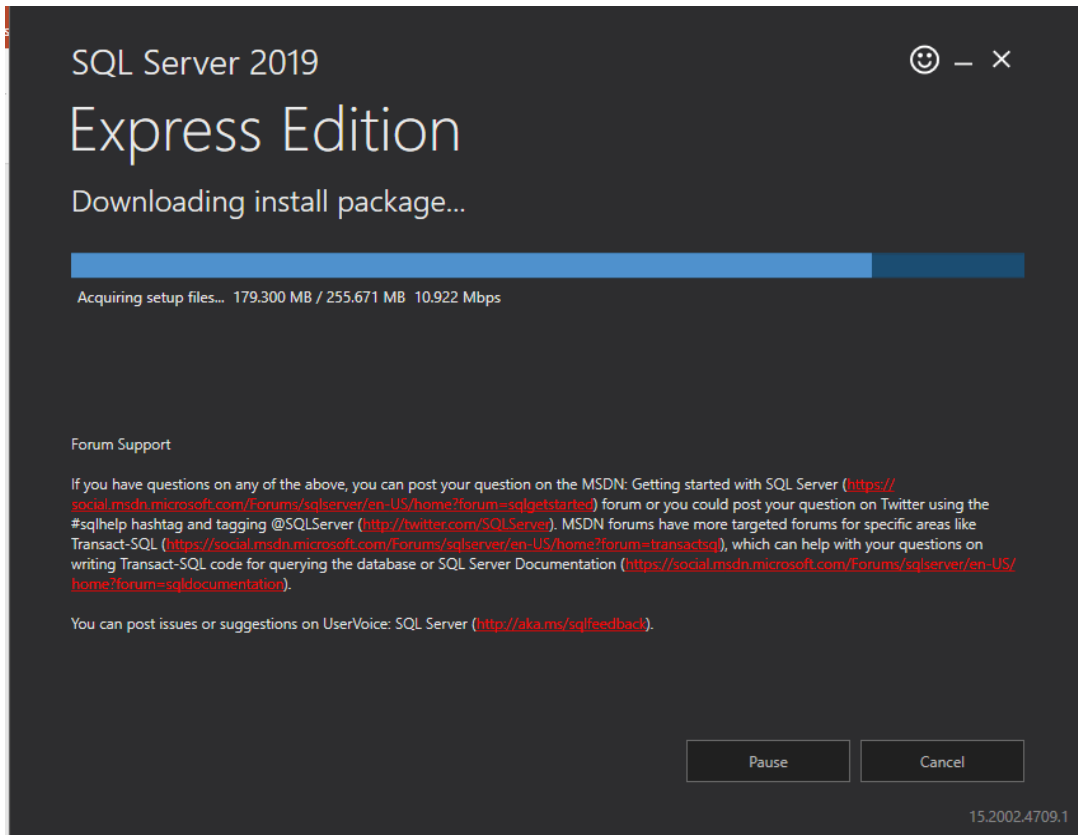 SQL Server 2019
Express Edition
Downloading install package...
Acquiring setup files... 179.300 MB / 255.671 MB 10.922 Mbps
Forum Support
If you have questions on any of the above, you can post your question on the MSDN: Getting started with SQL Server (https://
social.msdn.microsoft.com/Forums/sqlserver/en-US/home?forum=sqlgetstarted) forum or you could post your question on Twitter using the
#sqlhelp hashtag and tagging @SQLServer (http://twitter.com/SQLServer). MSDN forums have more targeted forums for specific areas like
Transact-SQL (https://social.msdn.microsoft.com/Forums/sqlserver/en-US/home?forum=transactsql), which can help with your questions on
writing Transact-SQL code for querying the database or SQL Server Documentation (https://social.msdn.microsoft.com/Forums/sqlserver/en-US/
home?forum=sqldocumentation).
You can post issues or suggestions on UserVoice: SQL Server (http://aka.ms/sqlfeedback).
Pause Cancel
15.2002.4709.1